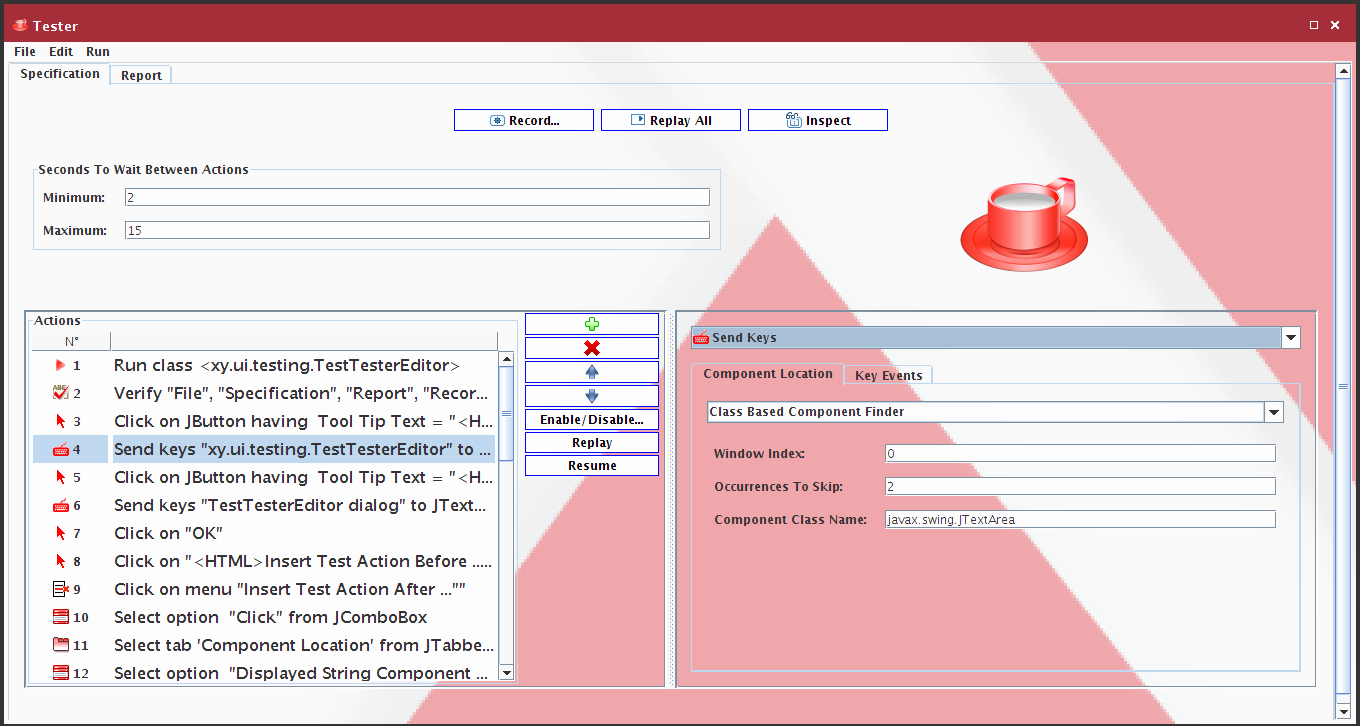 Tester
File Edit Run
Specification Report
Record... Replay All Inspect
Seconds To Wait Between Actions
Minimum: 2
Maximum: 15
Actions
N°
1 Run class <xy.ui.testing.TestTesterEditor>
2 Verify "File", "Specification", "Report", "Recor...
3 Click on JButton having  Tool Tip Text = "<H...
4 Send keys "xy.ui.testing.TestTesterEditor" to ...
5 Click on JButton having  Tool Tip Text = "<H...
6 Send keys "TestTesterEditor dialog" to JText...
7 Click on "OK"
8 Click on "<HTML>Insert Test Action Before .....
9 Click on menu "Insert Test Action After ...""
10 Select option  "Click" from JComboBox
11 Select tab 'Component Location' from JTabbe...
12 Select option  "Displayed String Component ...
Enable/Disable...
Replay
Resume
Send Keys
Component Location Key Events
Class Based Component Finder
Window Index: 0
Occurrences To Skip: 2
Component Class Name: javax.swing.JTextArea